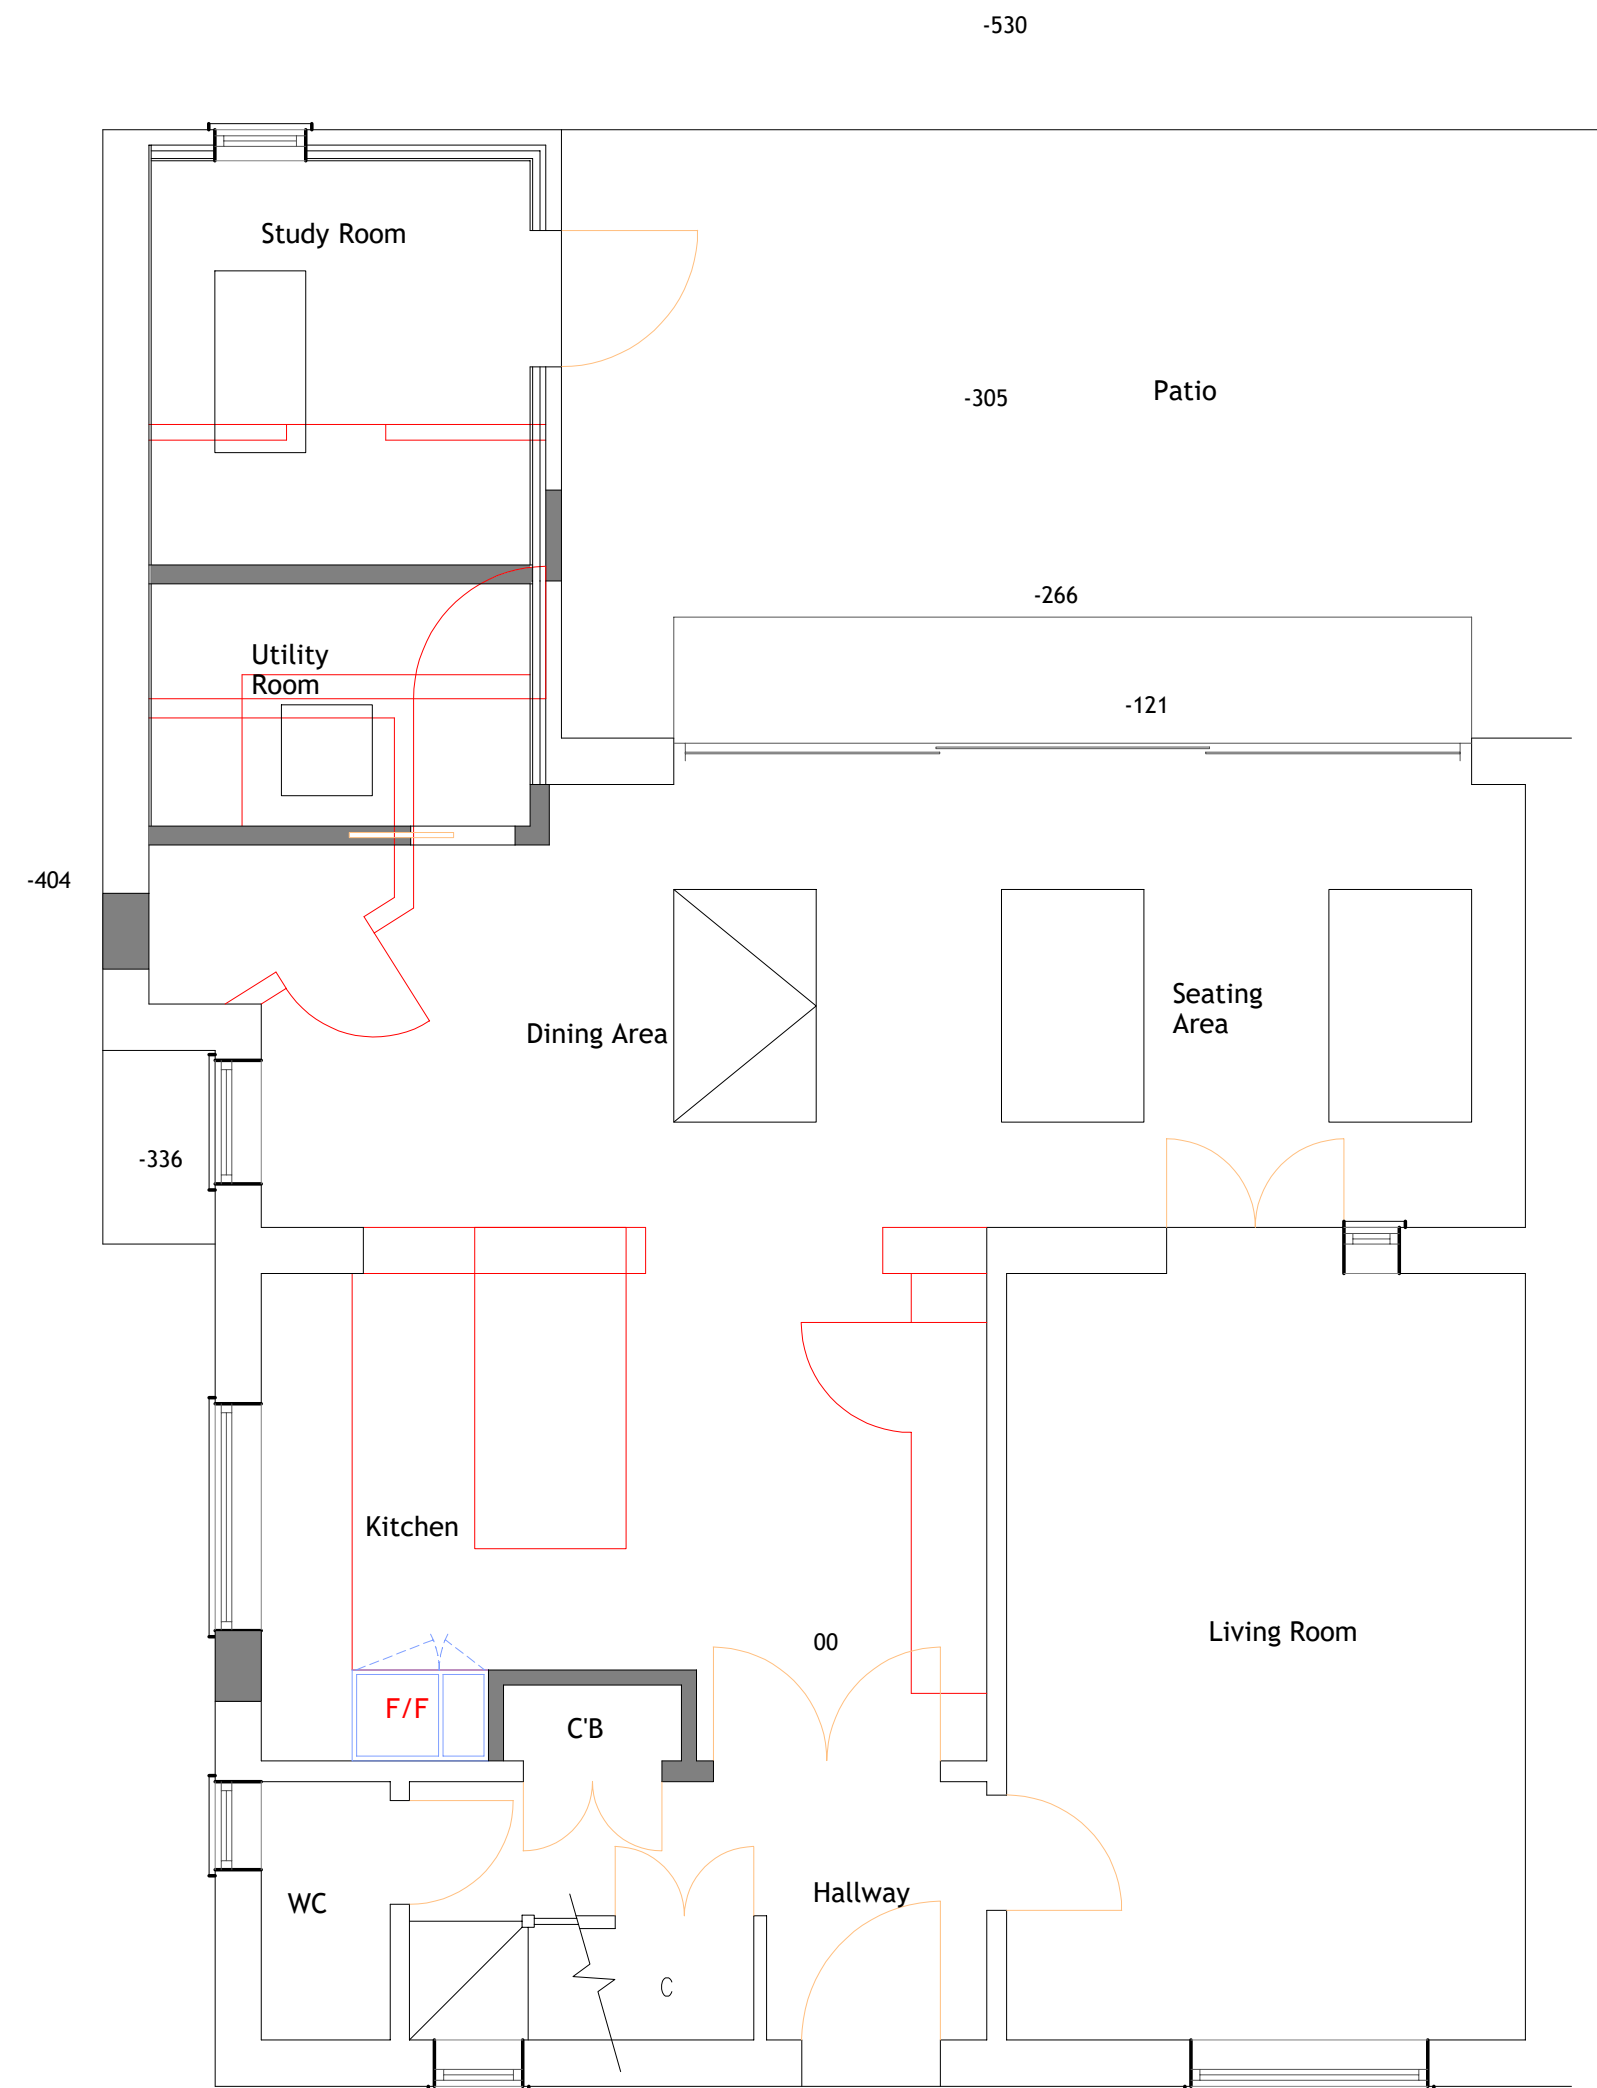 -530
Study Room
Patio
-305
-266
Utility
Room
-121
-404
Seating
Area
Dining Area
-336
Kitchen
Living Room
00
F/F
C'B
Hallway
WC
C